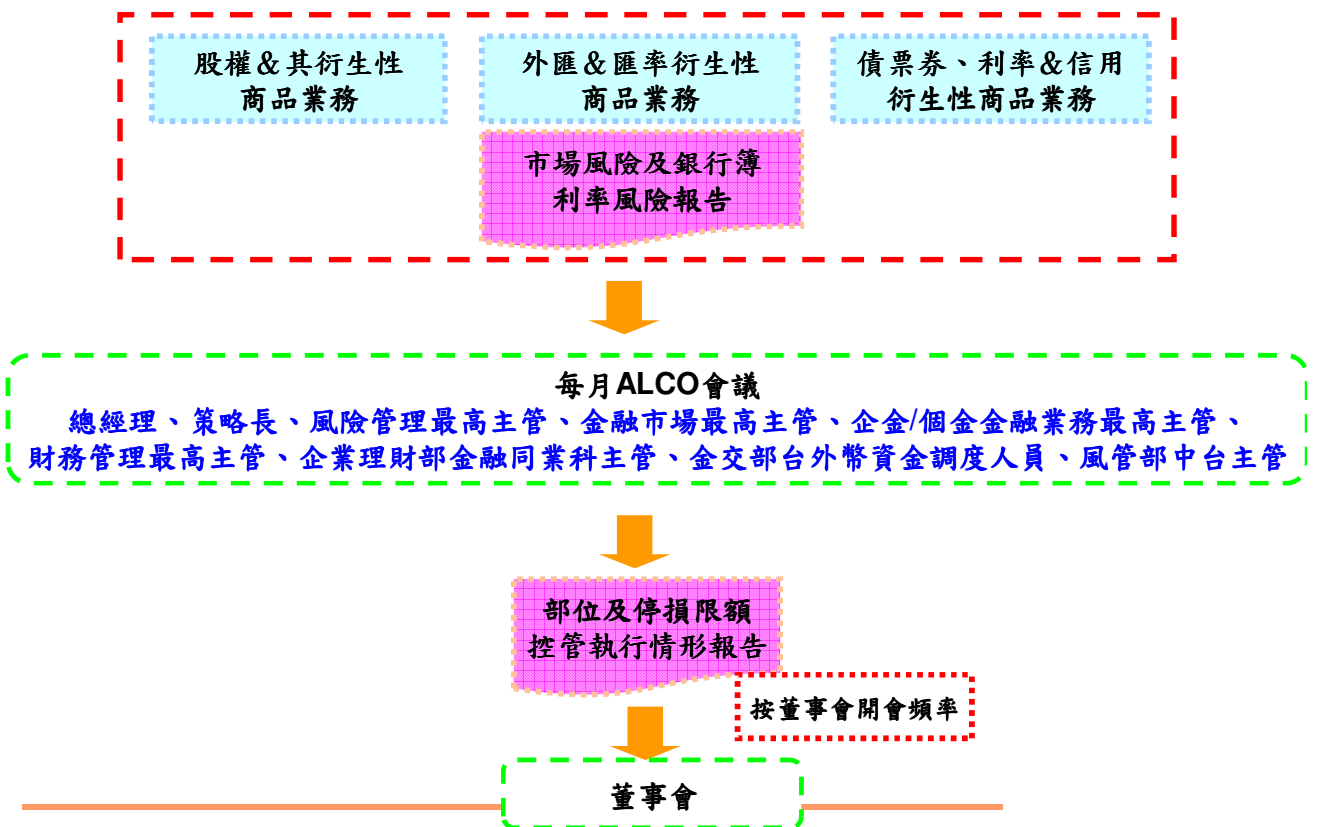 股權＆其衍生性
商品業務
外匯＆匯率衍生性
商品業務
債票券、利率＆信用
衍生性商品業務
市場風險及銀行簿
利率風險報告
每月ALCO會議
總經理、策略長、風險管理最高主管、金融市場最高主管、企金/個金金融業務最高主管、
財務管理最高主管、企業理財部金融同業科主管、金交部台外幣資金調度人員、風管部中台主管
部位及停損限額
控管執行情形報告
按董事會開會頻率
董事會